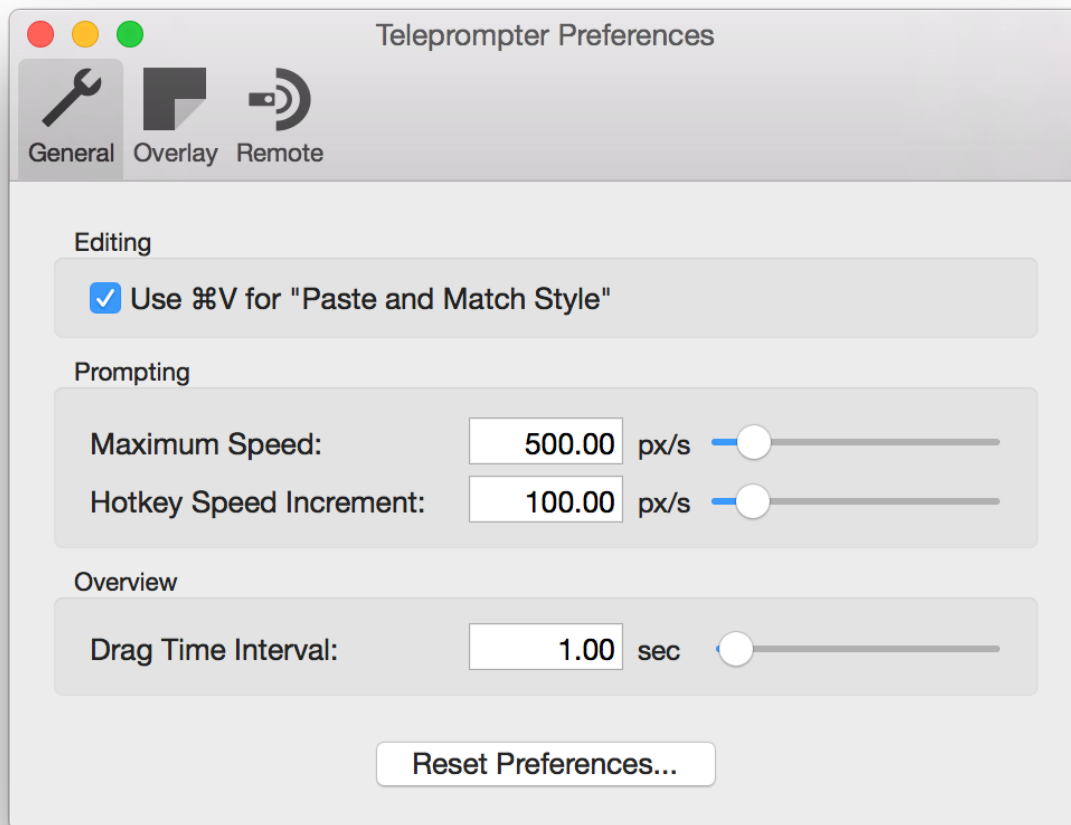 Teleprompter Preferences
General Overlay Remote
Editing
Use ⌘V for "Paste and Match Style"
Prompting
Maximum Speed: 500.00 px/s
Hotkey Speed Increment: 100.00 px/s
Overview
Drag Time Interval: 1.00 sec
Reset Preferences...